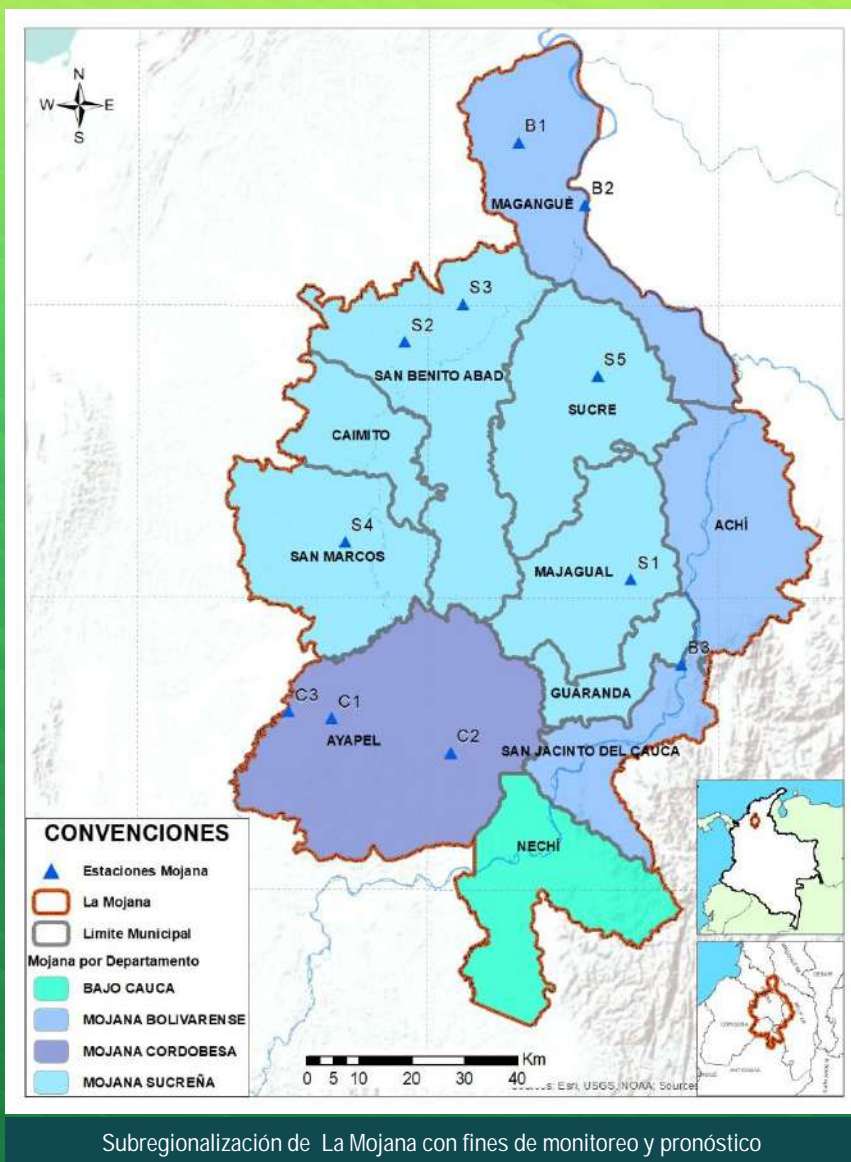 N
W E
S
B1
B2
MAGANGUÈ
S3
S2
S5
SAN BENITO ABAD
SUCRE
CAIMITO
ACHÍ
S4
SAN MARCOS
S1
MAJAGUAL
B3
GUARANDA
C3
C1
AYAPEL
C2
SAN JACINTO DEL CAUCA
NECHÍ
CONVENCIONES
Estaciones Mojana
La Mojana
Limite Municipal
Mojana por Departamento
BAJO CAUCA
MOJANA BOLIVARENSE
MOJANA CORDOBESA
MOJANA SUCREÑA
Km
0 5 10 20 30 40
Sources: Esri, USGS, NOAA; Sources
Subregionalización de La Mojana con fines de monitoreo y pronóstico